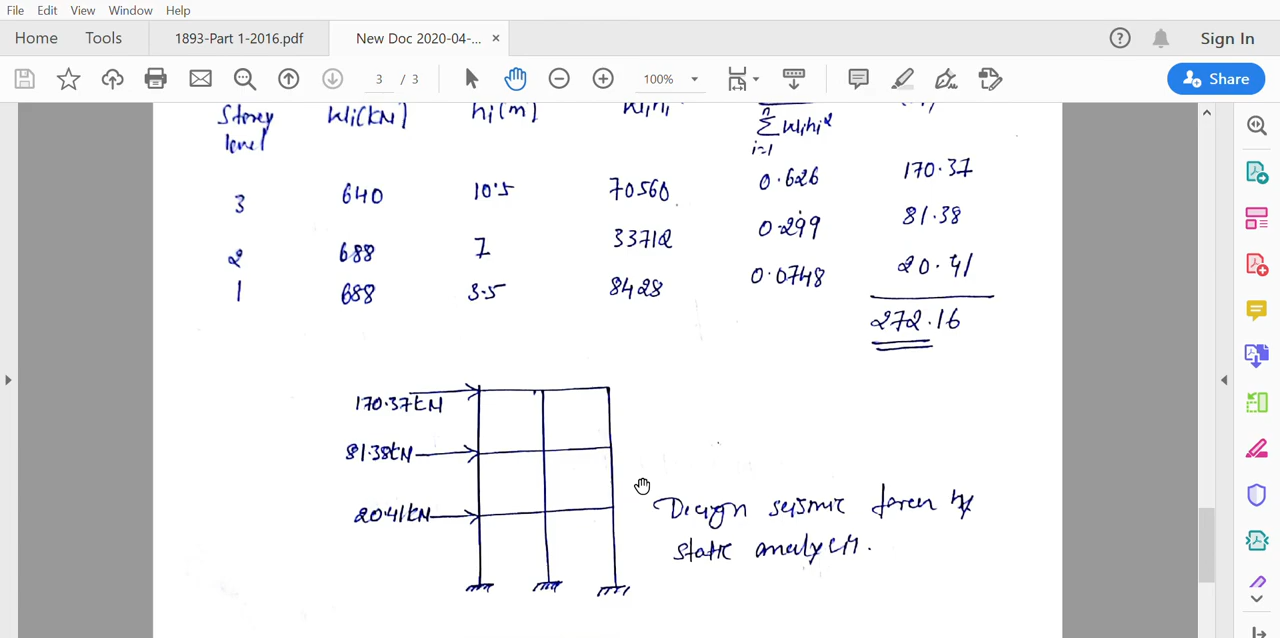 File Edit View Window Help
Home Tools 1893-Part 1-2016.pdf New Doc 2020-04-... × Sign In
3 / 3 100% Share
Storey level Wi(KN) hi(m) n Σ Wihi² i=1
3 640 10.5 70560 0.626 170.37
2 688 7 33712 0.299 81.38
1 688 3.5 8428 0.0748 20.41
272.16
170.37KN
81.38KN
20.41KN
Design seismic forces by
static analysis.